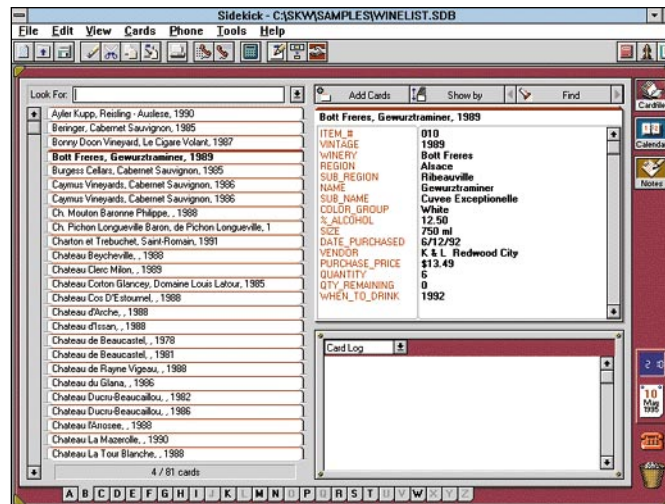 Sidekick - C:\SKW\SAMPLES\WINELIST.SDB
File Edit View Cards Phone Tools Help
Look For:
Ayler Kupp, Reisling - Auslese, 1990
Beringer, Cabernet Sauvignon, 1985
Bonny Doon Vineyard, Le Cigare Volant, 1987
Bott Freres, Gewurztraminer, 1989
Burgess Cellars, Cabernet Sauvignon, 1985
Caymus Vineyards, Cabernet Sauvignon, 1986
Caymus Vineyards, Cabernet Sauvignon, 1986
Ch. Mouton Baronne Philippe, , 1988
Ch. Pichon Longueville Baron, de Pichon Longueville, 1
Charton et Trebuchet, Saint-Romain, 1991
Chateau Beycheville, , 1988
Chateau Clerc Milon, , 1989
Chateau Corton Glancey, Domaine Louis Latour, 1985
Chateau Cos D'Estournel, , 1988
Chateau d'Arche, , 1988
Chateau d'Issan, , 1988
Chateau de Beaucastel, , 1978
Chateau de Beaucastel, , 1981
Chateau de Rayne Vigeau, , 1988
Chateau du Glana, , 1986
Chateau Ducru-Beaucaillou, , 1982
Chateau Ducru-Beaucaillou, , 1986
Chateau l'Arrosee, , 1988
Chateau La Mazerolle, , 1990
Chateau La Tour Blanche, , 1988
4 / 81 cards
Add Cards Show by Find
Bott Freres, Gewurztraminer, 1989
ITEM_# 010
VINTAGE 1989
WINERY Bott Freres
REGION Alsace
SUB_REGION Ribeauville
NAME Gewurztraminer
SUB_NAME Cuvee Exceptionelle
COLOR_GROUP White
%_ALCOHOL 12.50
SIZE 750 ml
DATE_PURCHASED 6/12/92
VENDOR K & L Redwood City
PURCHASE_PRICE $13.49
QUANTITY 6
QTY_REMAINING 0
WHEN_TO_DRINK 1992
Card Log
Cardfile
Calendar
Notes
2 10
10
May
1995
A B C D E F G H I J K L M N O P Q R S T U V W X Y Z